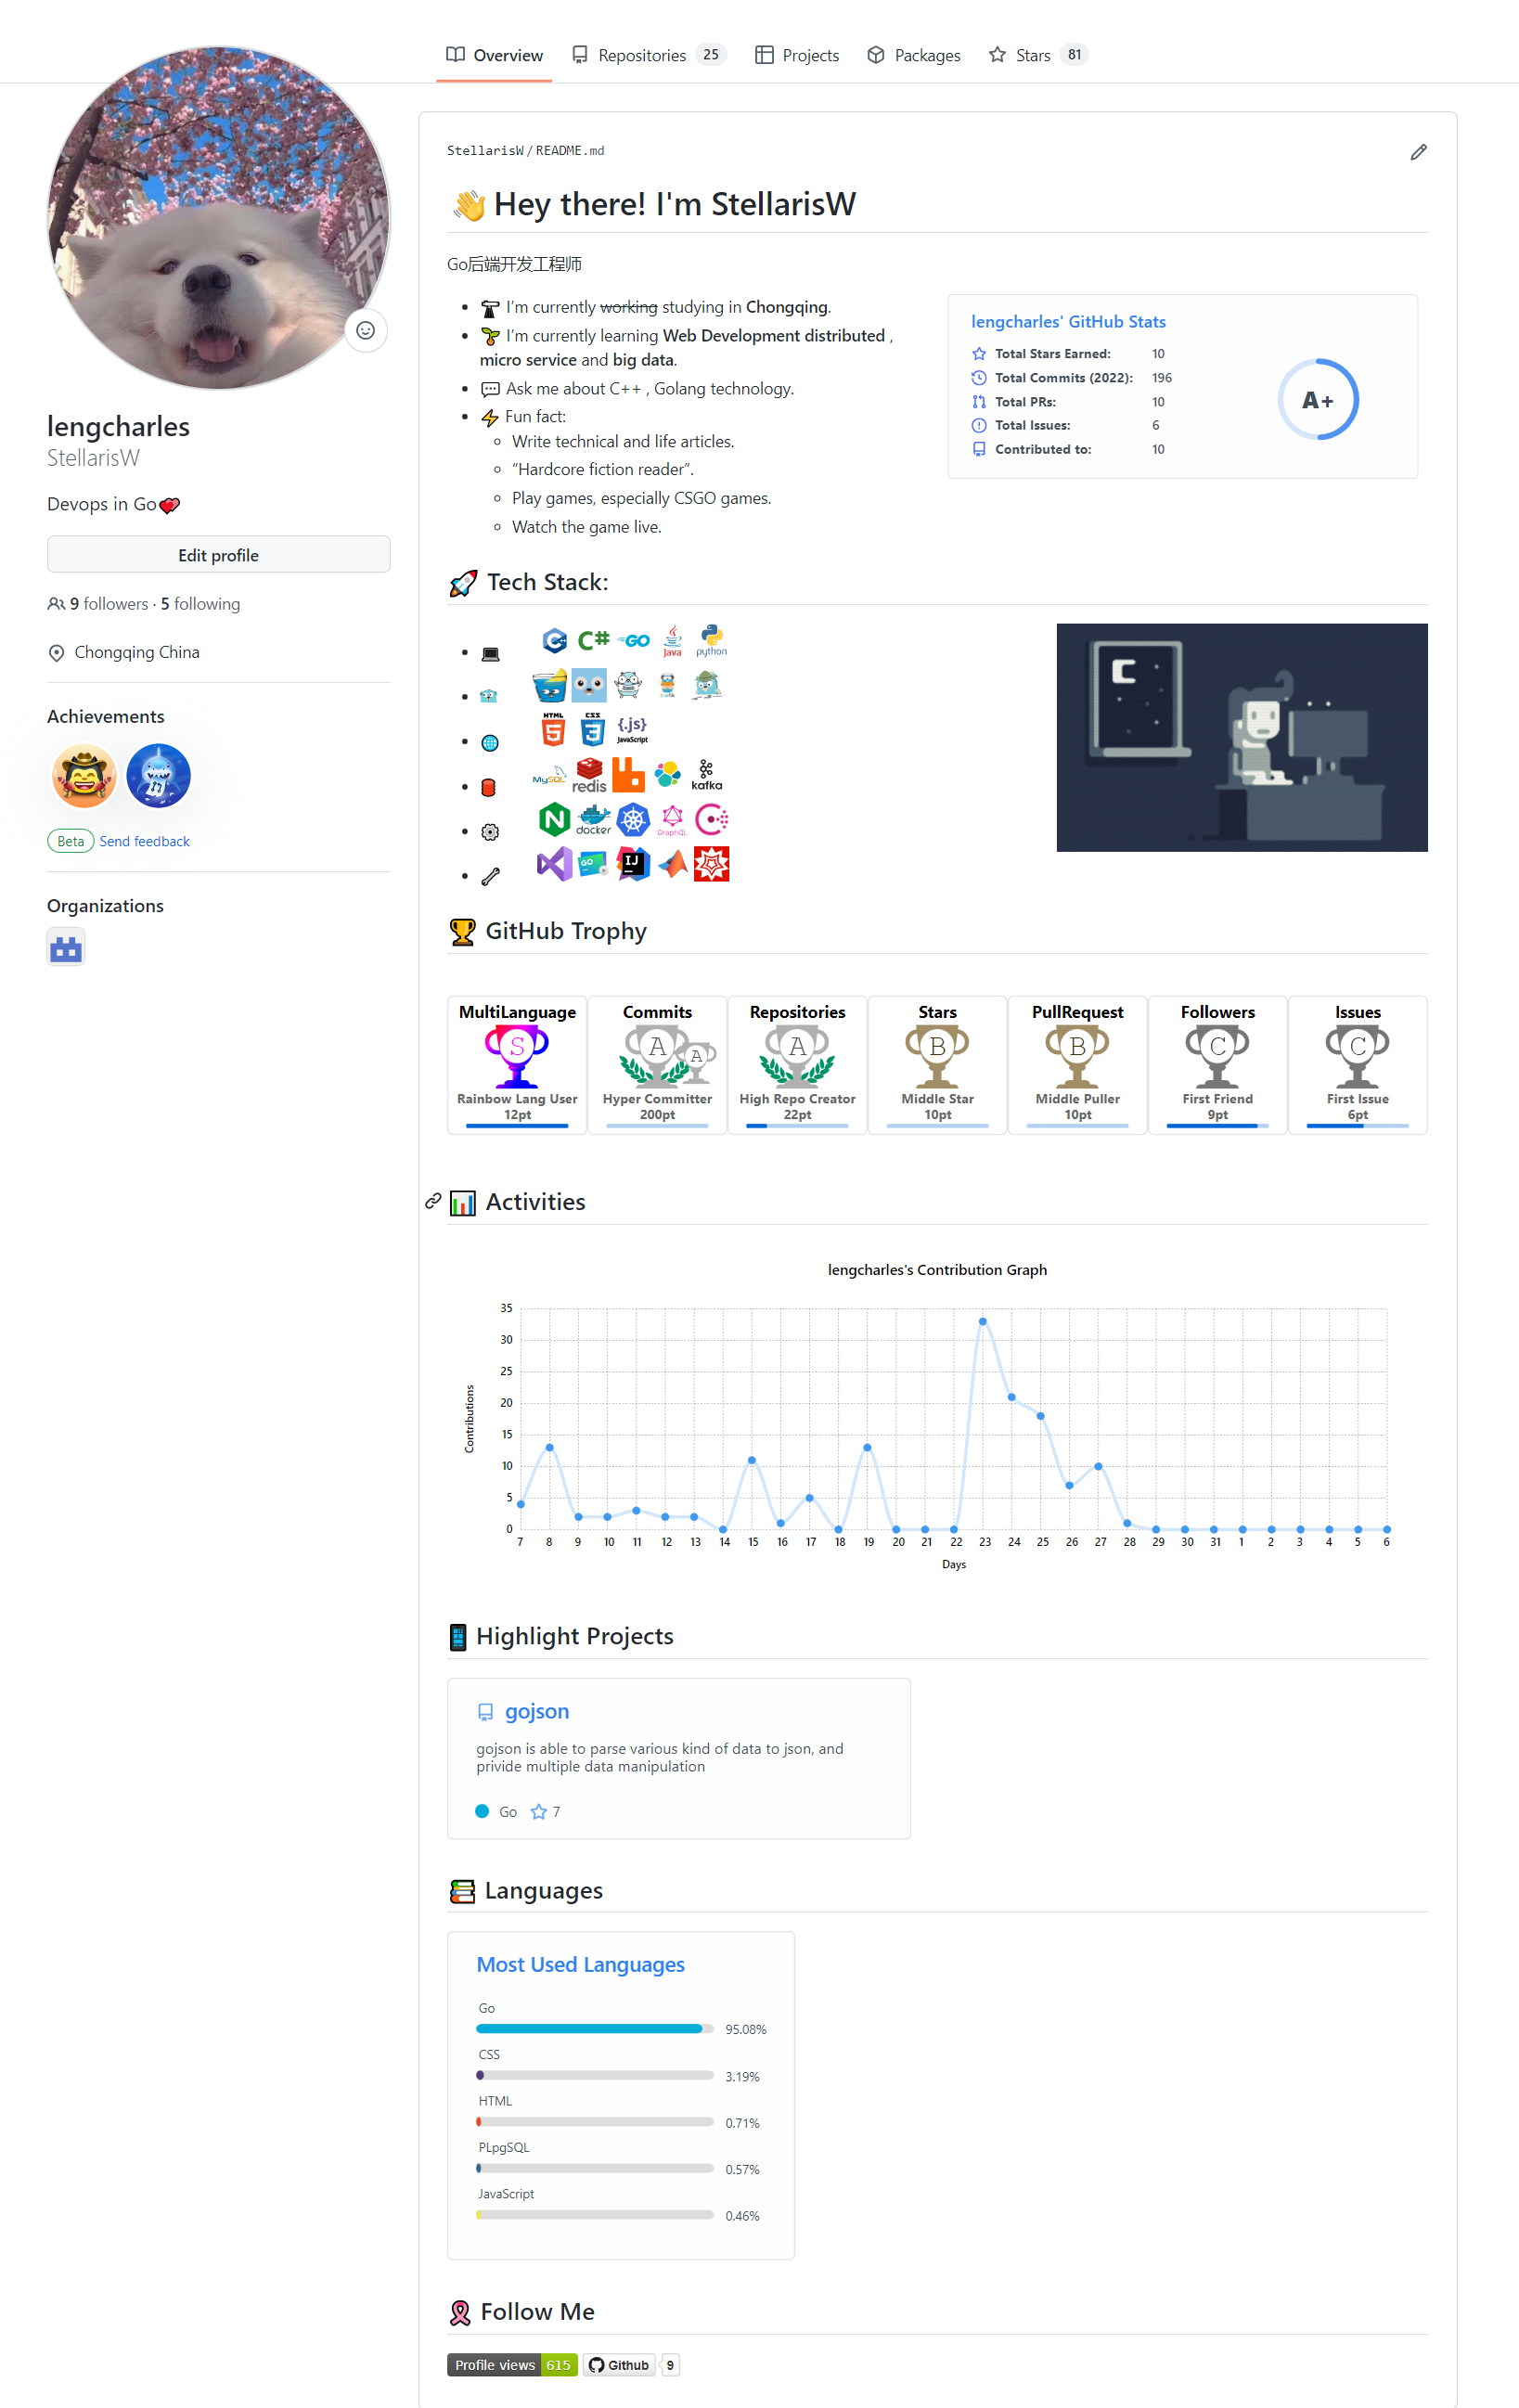 Overview Repositories 25 Projects Packages Stars 81
lengcharles
StellarisW
Devops in Go
Edit profile
9 followers · 5 following
Chongqing China
Achievements
Beta Send feedback
Organizations
StellarisW/README.md
👋 Hey there! I'm StellarisW
Go后端开发工程师
I'm currently working studying in Chongqing.
I'm currently learning Web Development distributed ,
micro service and big data.
Ask me about C++ , Golang technology.
Fun fact:
Write technical and life articles.
“Hardcore fiction reader”.
Play games, especially CSGO games.
Watch the game live.
lengcharles' GitHub Stats
Total Stars Earned: 10
Total Commits (2022): 196
Total PRs: 10
Total Issues: 6
Contributed to: 10
A+
🚀 Tech Stack:
C++ C# GO Java python
HTML 5 CSS 3 {.js} JavaScript
MySQL redis kafka
N docker GraphQL
GO IJ
🏆 GitHub Trophy
MultiLanguage Commits Repositories Stars PullRequest Followers Issues
S A A A B B C C
Rainbow Lang User Hyper Committer High Repo Creator Middle Star Middle Puller First Friend First Issue
12pt 200pt 22pt 10pt 10pt 9pt 6pt
📊 Activities
lengcharles's Contribution Graph
35
30
25
20
15
10
5
0
Contributions
7 8 9 10 11 12 13 14 15 16 17 18 19 20 21 22 23 24 25 26 27 28 29 30 31 1 2 3 4 5 6
Days
📱 Highlight Projects
gojson
gojson is able to parse various kind of data to json, and
privide multiple data manipulation
Go 7
📚 Languages
Most Used Languages
Go
95.08%
CSS
3.19%
HTML
0.71%
PLpgSQL
0.57%
JavaScript
0.46%
Follow Me
Profile views 615 Github 9